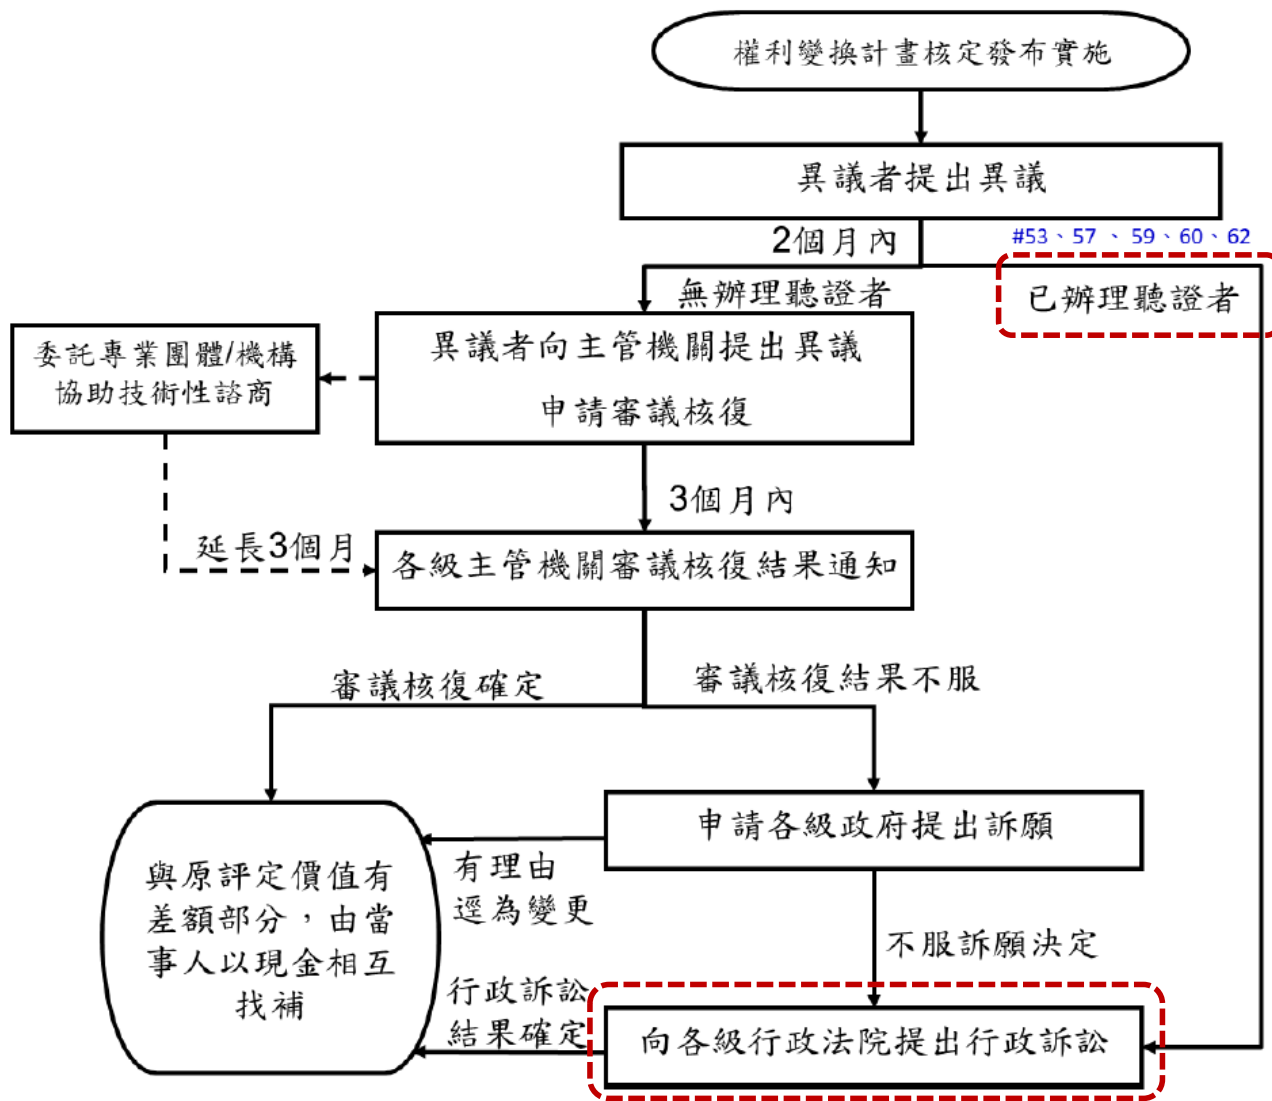 權利變換計畫核定發布實施
異議者提出異議
2個月內
#53、57 、 59、60、62
無辦理聽證者
已辦理聽證者
異議者向主管機關提出異議
申請審議核復
委託專業團體/機構
協助技術性諮商
3個月內
延長3個月
各級主管機關審議核復結果通知
審議核復確定
審議核復結果不服
申請各級政府提出訴願
有理由
逕為變更
與原評定價值有
差額部分，由當
事人以現金相互
找補
不服訴願決定
行政訴訟
結果確定
向各級行政法院提出行政訴訟